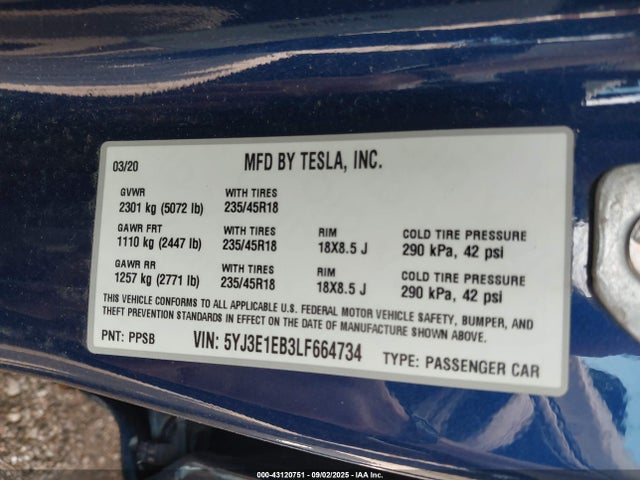 03/20 MFD BY TESLA, INC.
GVWR WITH TIRES
2301 kg (5072 lb) 235/45R18
GAWR FRT WITH TIRES RIM COLD TIRE PRESSURE
1110 kg (2447 lb) 235/45R18 18X8.5 J 290 kPa, 42 psi
GAWR RR WITH TIRES RIM COLD TIRE PRESSURE
1257 kg (2771 lb) 235/45R18 18X8.5 J 290 kPa, 42 psi
THIS VEHICLE CONFORMS TO ALL APPLICABLE U.S. FEDERAL MOTOR VEHICLE SAFETY, BUMPER, AND
THEFT PREVENTION STANDARDS IN EFFECT ON THE DATE OF MANUFACTURE SHOWN ABOVE.
PNT: PPSB VIN: 5YJ3E1EB3LF664734 TYPE: PASSENGER CAR
000-43120751 - 09/02/2025 - COPYRIGHT IAA